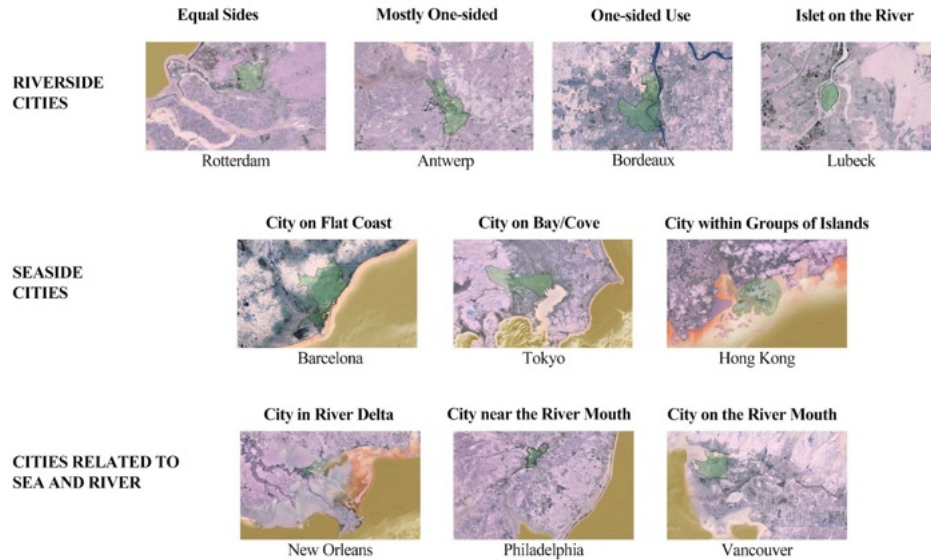 Equal Sides
Mostly One-sided
One-sided Use
Islet on the River
RIVERSIDE
CITIES
Rotterdam
Antwerp
Bordeaux
Lubeck
City on Flat Coast
City on Bay/Cove
City within Groups of Islands
SEASIDE
CITIES
Barcelona
Tokyo
Hong Kong
City in River Delta
City near the River Mouth
City on the River Mouth
CITIES RELATED TO
SEA AND RIVER
New Orleans
Philadelphia
Vancouver